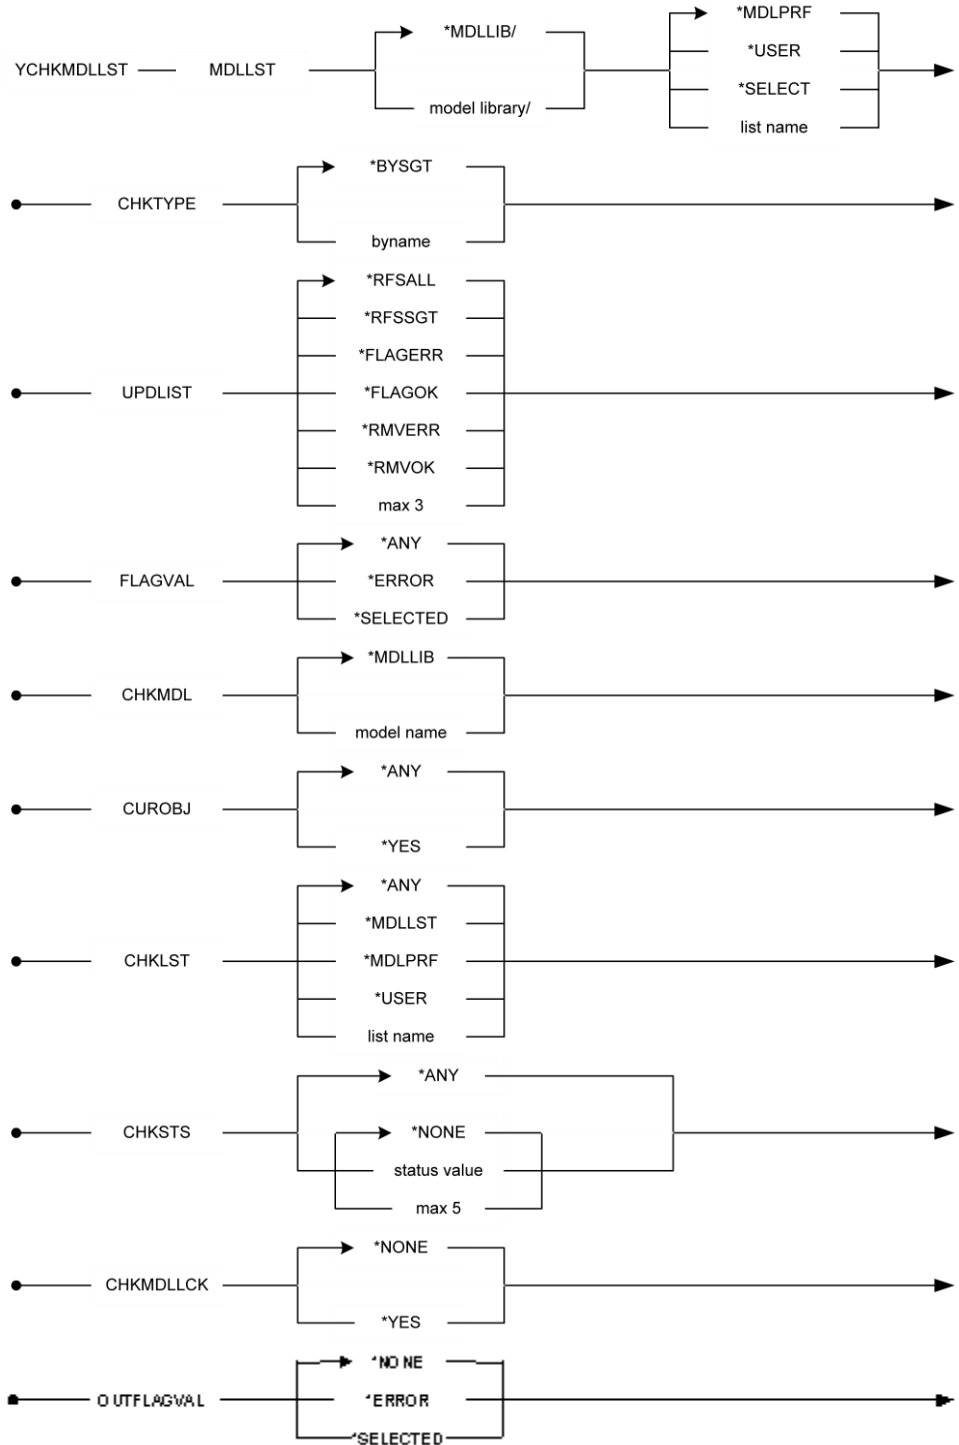 *MDLPRF
*MDLLIB/
*USER
YCHKMDLLST MDLLST
*SELECT
model library/
list name
*BYSGT
CHKTYPE
byname
*RFSALL
*RFSSGT
*FLAGERR
UPDLIST *FLAGOK
*RMVERR
*RMVOK
max 3
*ANY
FLAGVAL *ERROR
*SELECTED
*MDLLIB
CHKMDL
model name
*ANY
CUROBJ
*YES
*ANY
*MDLLST
CHKLST *MDLPRF
*USER
list name
*ANY
CHKSTS *NONE
status value
max 5
*NONE
CHKMDLLCK
*YES
*NONE
OUTFLAGVAL *ERROR
*SELECTED